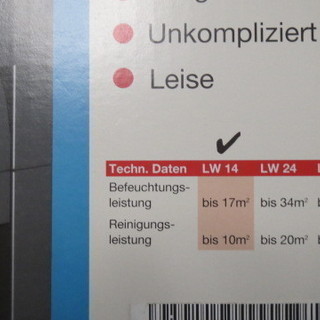 Unkompliziert
Leise
Techn. Daten LW 14 LW 24
Befeuchtungs-
leistung bis 17m² bis 34m²
Reinigungs-
leistung bis 10m² bis 20m²